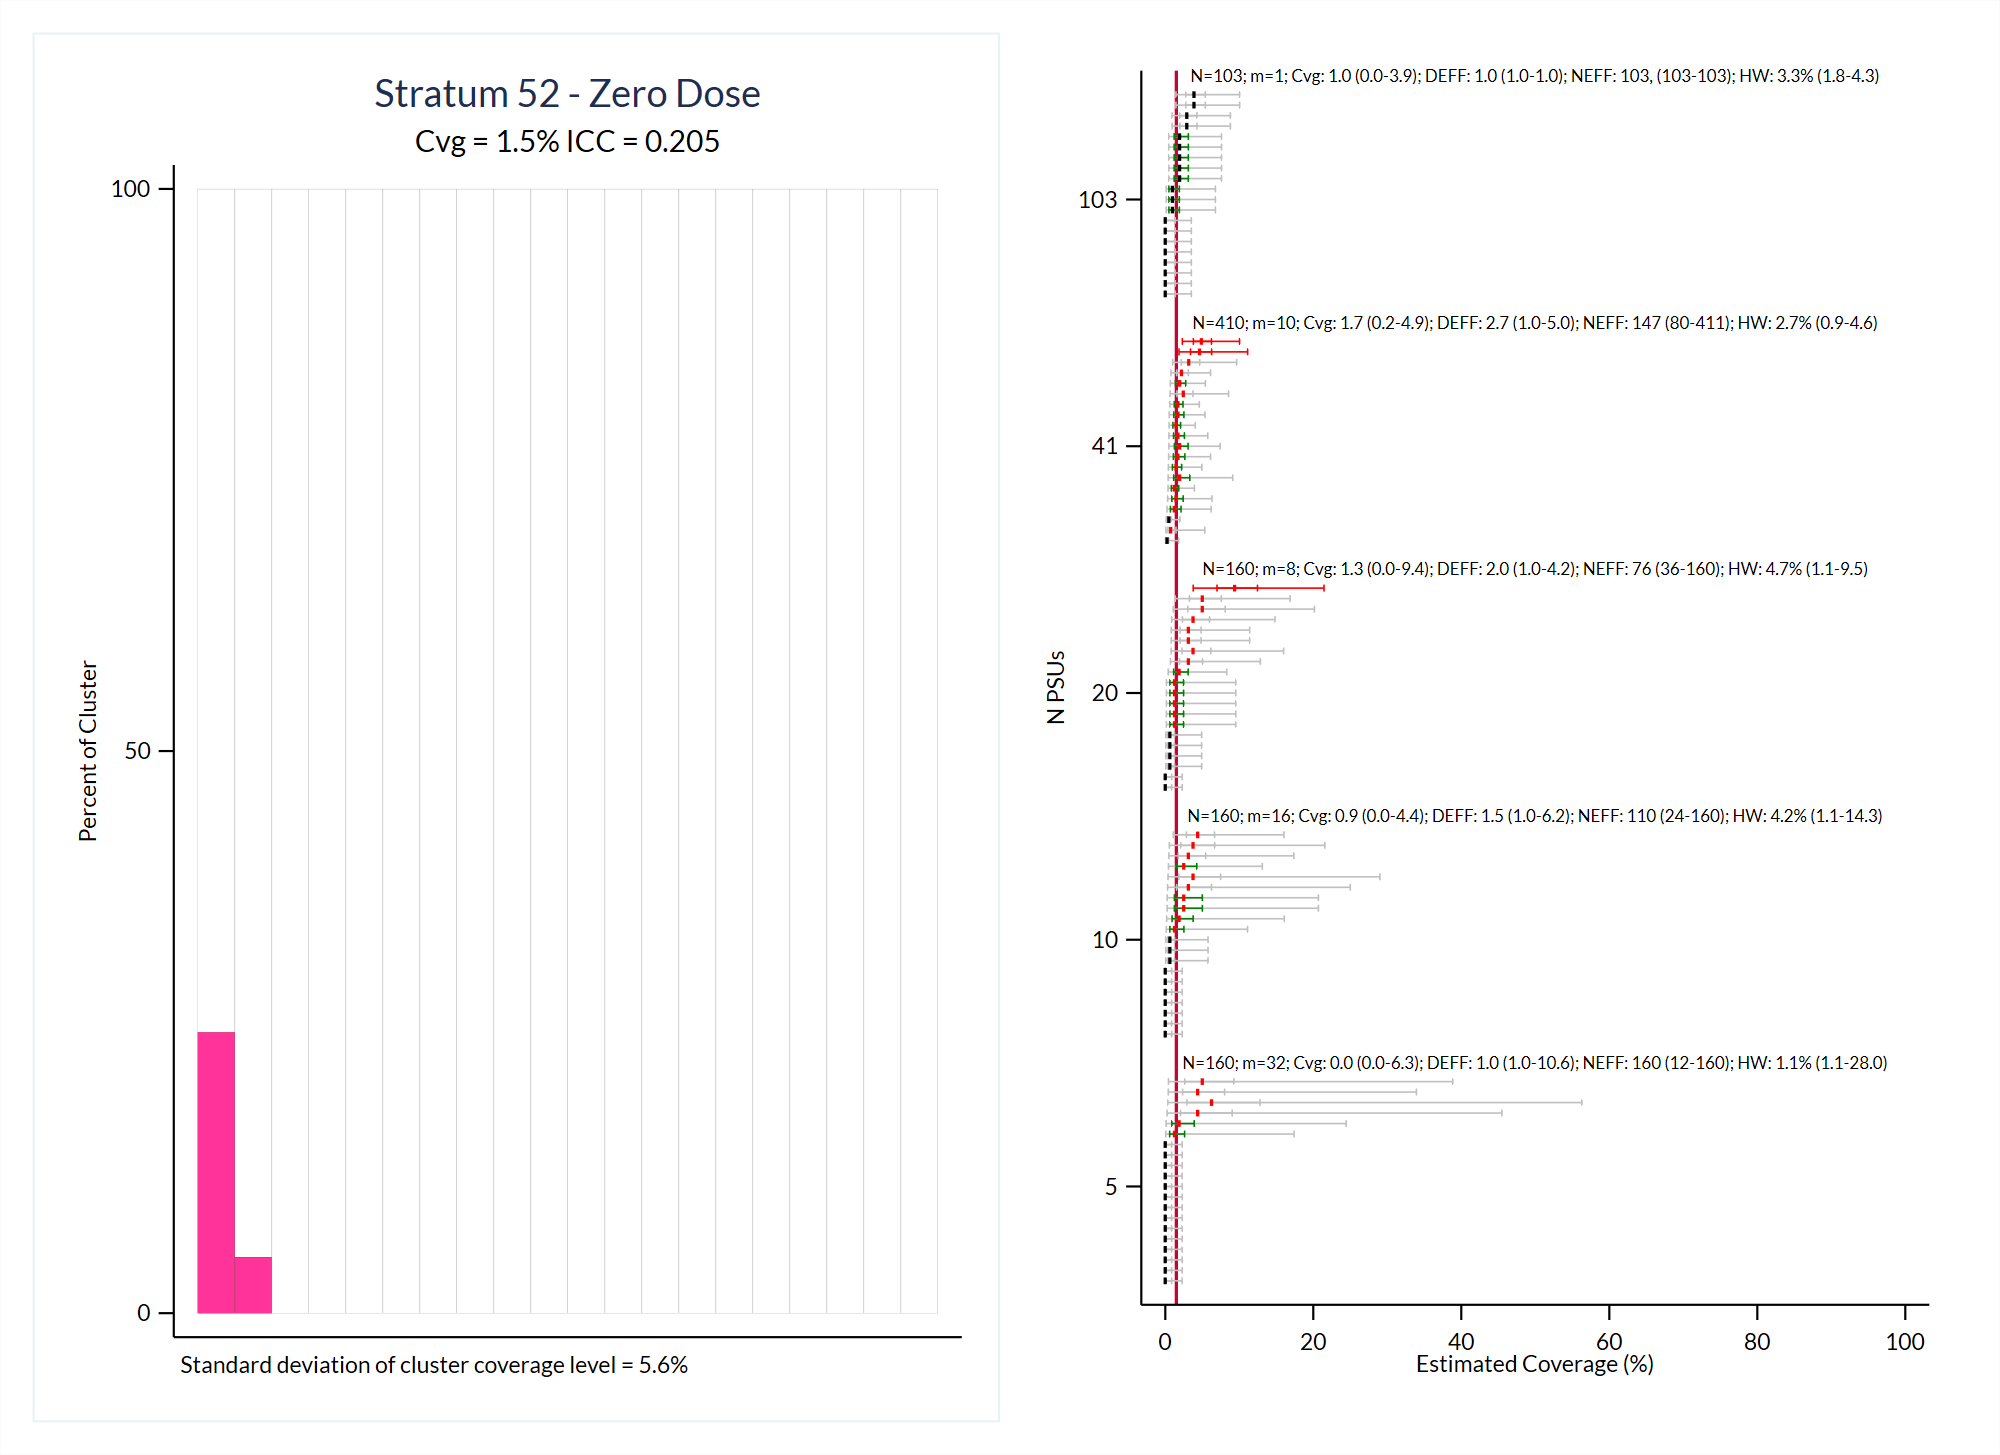 Stratum 52 - Zero Dose
Cvg = 1.5% ICC = 0.205
100
50
0
Percent of Cluster
Standard deviation of cluster coverage level = 5.6%
N=103; m=1; Cvg: 1.0 (0.0-3.9); DEFF: 1.0 (1.0-1.0); NEFF: 103, (103-103); HW: 3.3% (1.8-4.3)
103
N=410; m=10; Cvg: 1.7 (0.2-4.9); DEFF: 2.7 (1.0-5.0); NEFF: 147 (80-411); HW: 2.7% (0.9-4.6)
41
N=160; m=8; Cvg: 1.3 (0.0-9.4); DEFF: 2.0 (1.0-4.2); NEFF: 76 (36-160); HW: 4.7% (1.1-9.5)
N PSUs
20
N=160; m=16; Cvg: 0.9 (0.0-4.4); DEFF: 1.5 (1.0-6.2); NEFF: 110 (24-160); HW: 4.2% (1.1-14.3)
10
N=160; m=32; Cvg: 0.0 (0.0-6.3); DEFF: 1.0 (1.0-10.6); NEFF: 160 (12-160); HW: 1.1% (1.1-28.0)
5
0 20 40 60 80 100
Estimated Coverage (%)